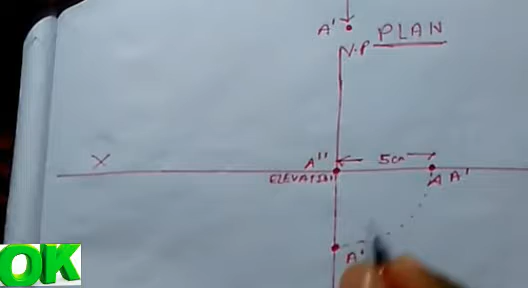 A' PLAN
V.P
X
A" 5cm
ELEVATION A A'
A'
OK